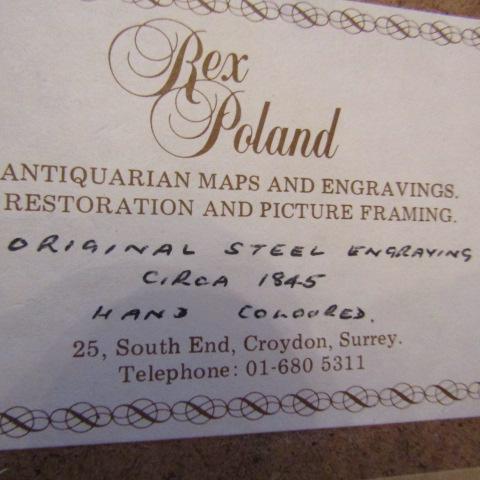 Rex
Poland
ANTIQUARIAN MAPS AND ENGRAVINGS.
RESTORATION AND PICTURE FRAMING.
ORIGINAL STEEL ENGRAVING
CIRCA 1845
HAND COLOURED.
25, South End, Croydon, Surrey.
Telephone: 01-680 5311